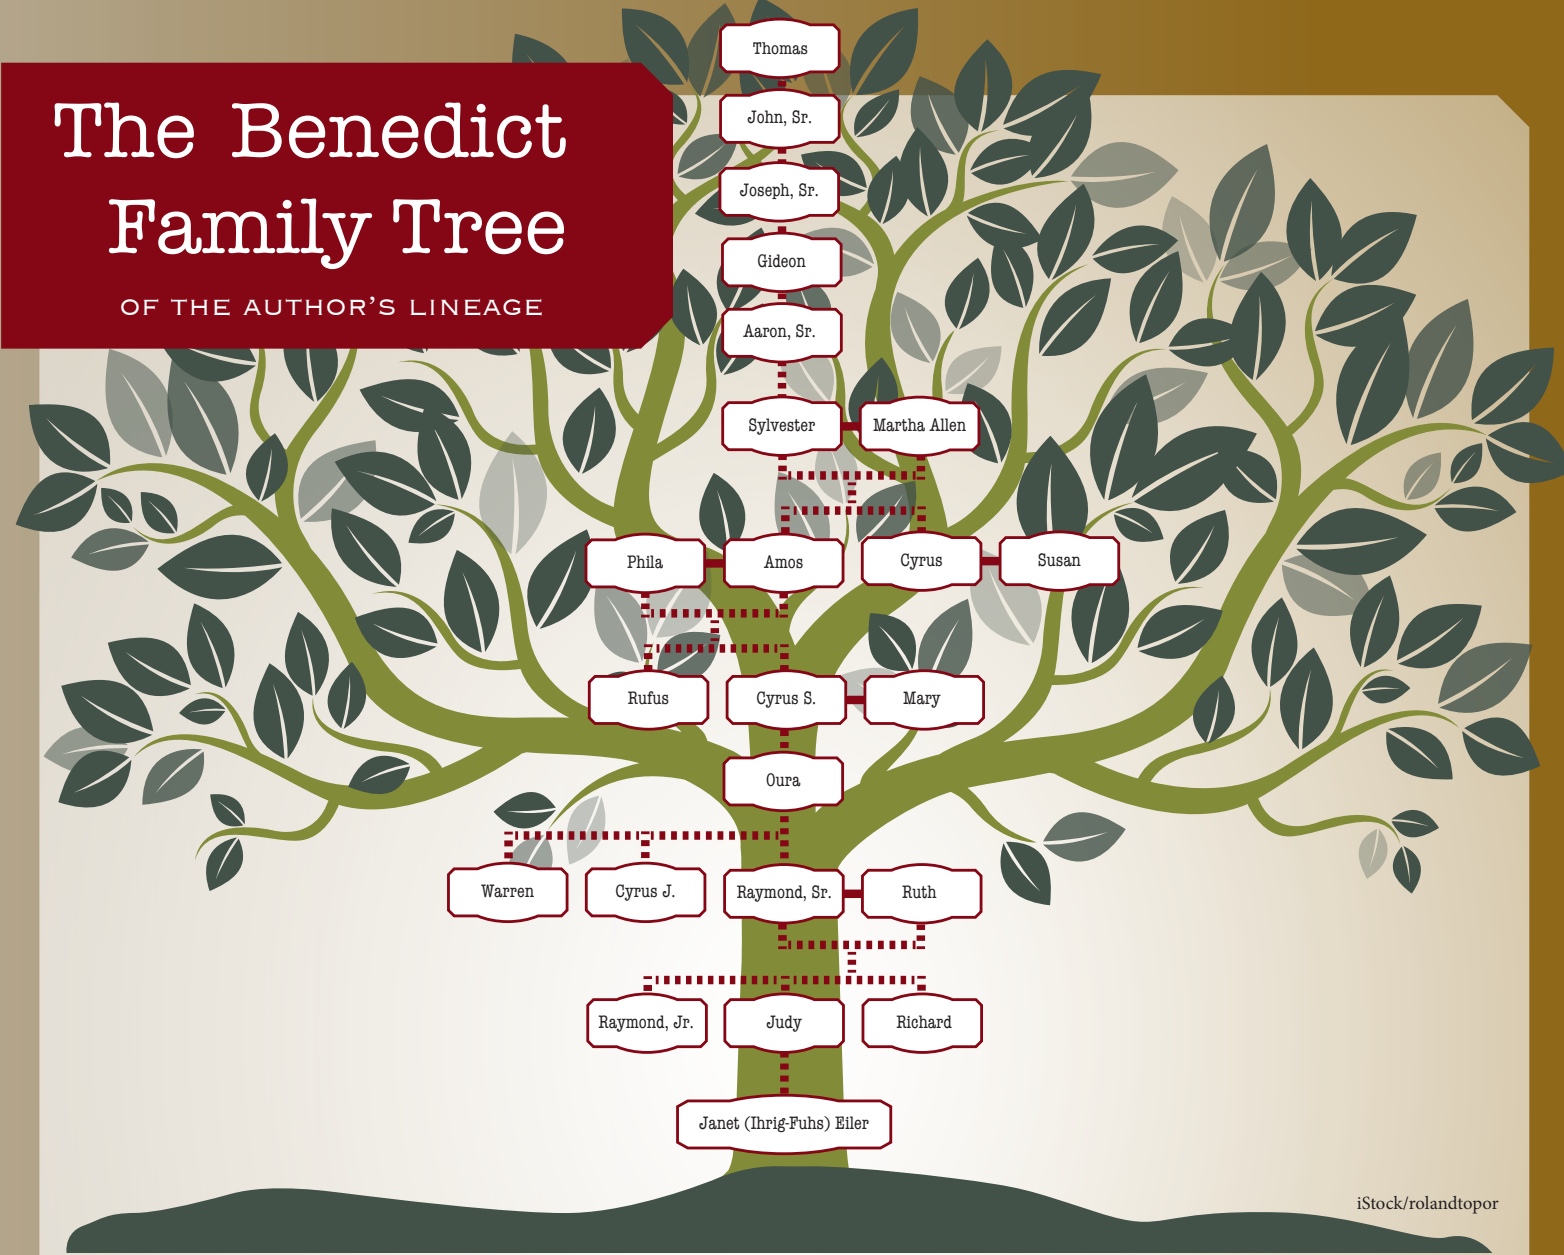 The Benedict
Family Tree
OF THE AUTHOR'S LINEAGE
Thomas
John, Sr.
Joseph, Sr.
Gideon
Aaron, Sr.
Sylvester
Martha Allen
Phila
Amos
Cyrus
Susan
Rufus
Cyrus S.
Mary
Oura
Warren
Cyrus J.
Raymond, Sr.
Ruth
Raymond, Jr.
Judy
Richard
Janet (Ihrig-Fuhs) Eiler
iStock/rolandtopor